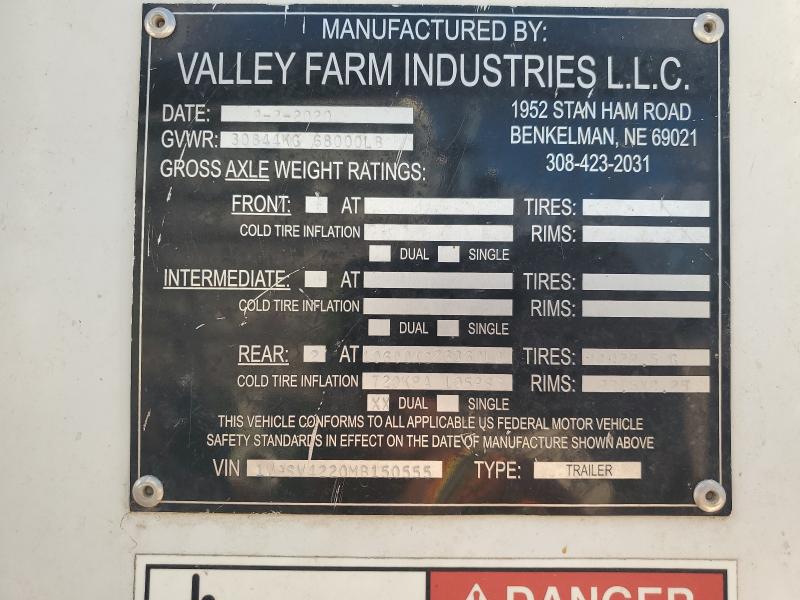 MANUFACTURED BY:
VALLEY FARM INDUSTRIES L.L.C.
1952 STAN HAM ROAD
BENKELMAN, NE 69021
308-423-2031
DATE:
GVWR: 30844KG 68000LB
GROSS AXLE WEIGHT RATINGS:
FRONT: AT TIRES:
COLD TIRE INFLATION RIMS:
DUAL SINGLE
INTERMEDIATE: AT TIRES:
COLD TIRE INFLATION RIMS:
DUAL SINGLE
REAR: 2 AT TIRES:
COLD TIRE INFLATION 720KPA RIMS:
XX DUAL SINGLE
THIS VEHICLE CONFORMS TO ALL APPLICABLE US FEDERAL MOTOR VEHICLE
SAFETY STANDARDS IN EFFECT ON THE DATE OF MANUFACTURE SHOWN ABOVE
VIN TYPE: TRAILER
DANGER